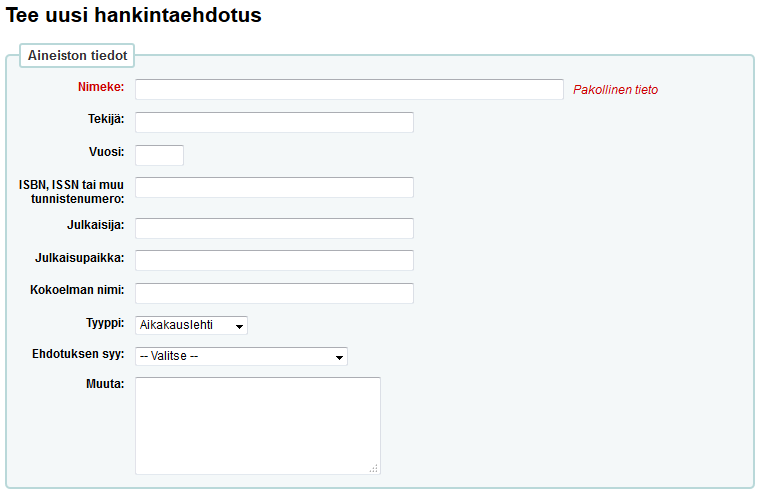 Tee uusi hankintaehdotus
Aineiston tiedot
Nimeke: Pakollinen tieto
Tekijä:
Vuosi:
ISBN, ISSN tai muu
tunnistenumero:
Julkaisija:
Julkaisupaikka:
Kokoelman nimi:
Tyyppi: Aikakauslehti
Ehdotuksen syy: -- Valitse --
Muuta: